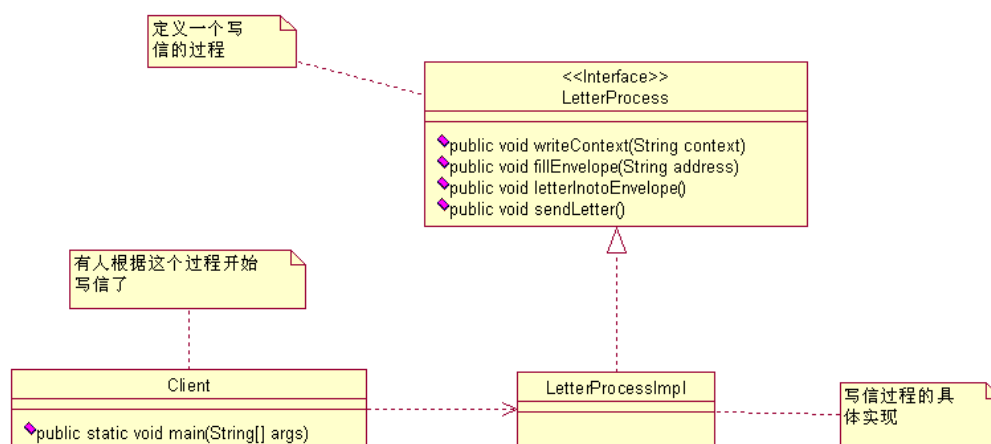 定义一个写
信的过程
<<Interface>>
LetterProcess
public void writeContext(String context)
public void fillEnvelope(String address)
public void letterInotoEnvelope()
public void sendLetter()
有人根据这个过程开始
写信了
Client
public static void main(String[] args)
LetterProcessImpl
写信过程的具
体实现